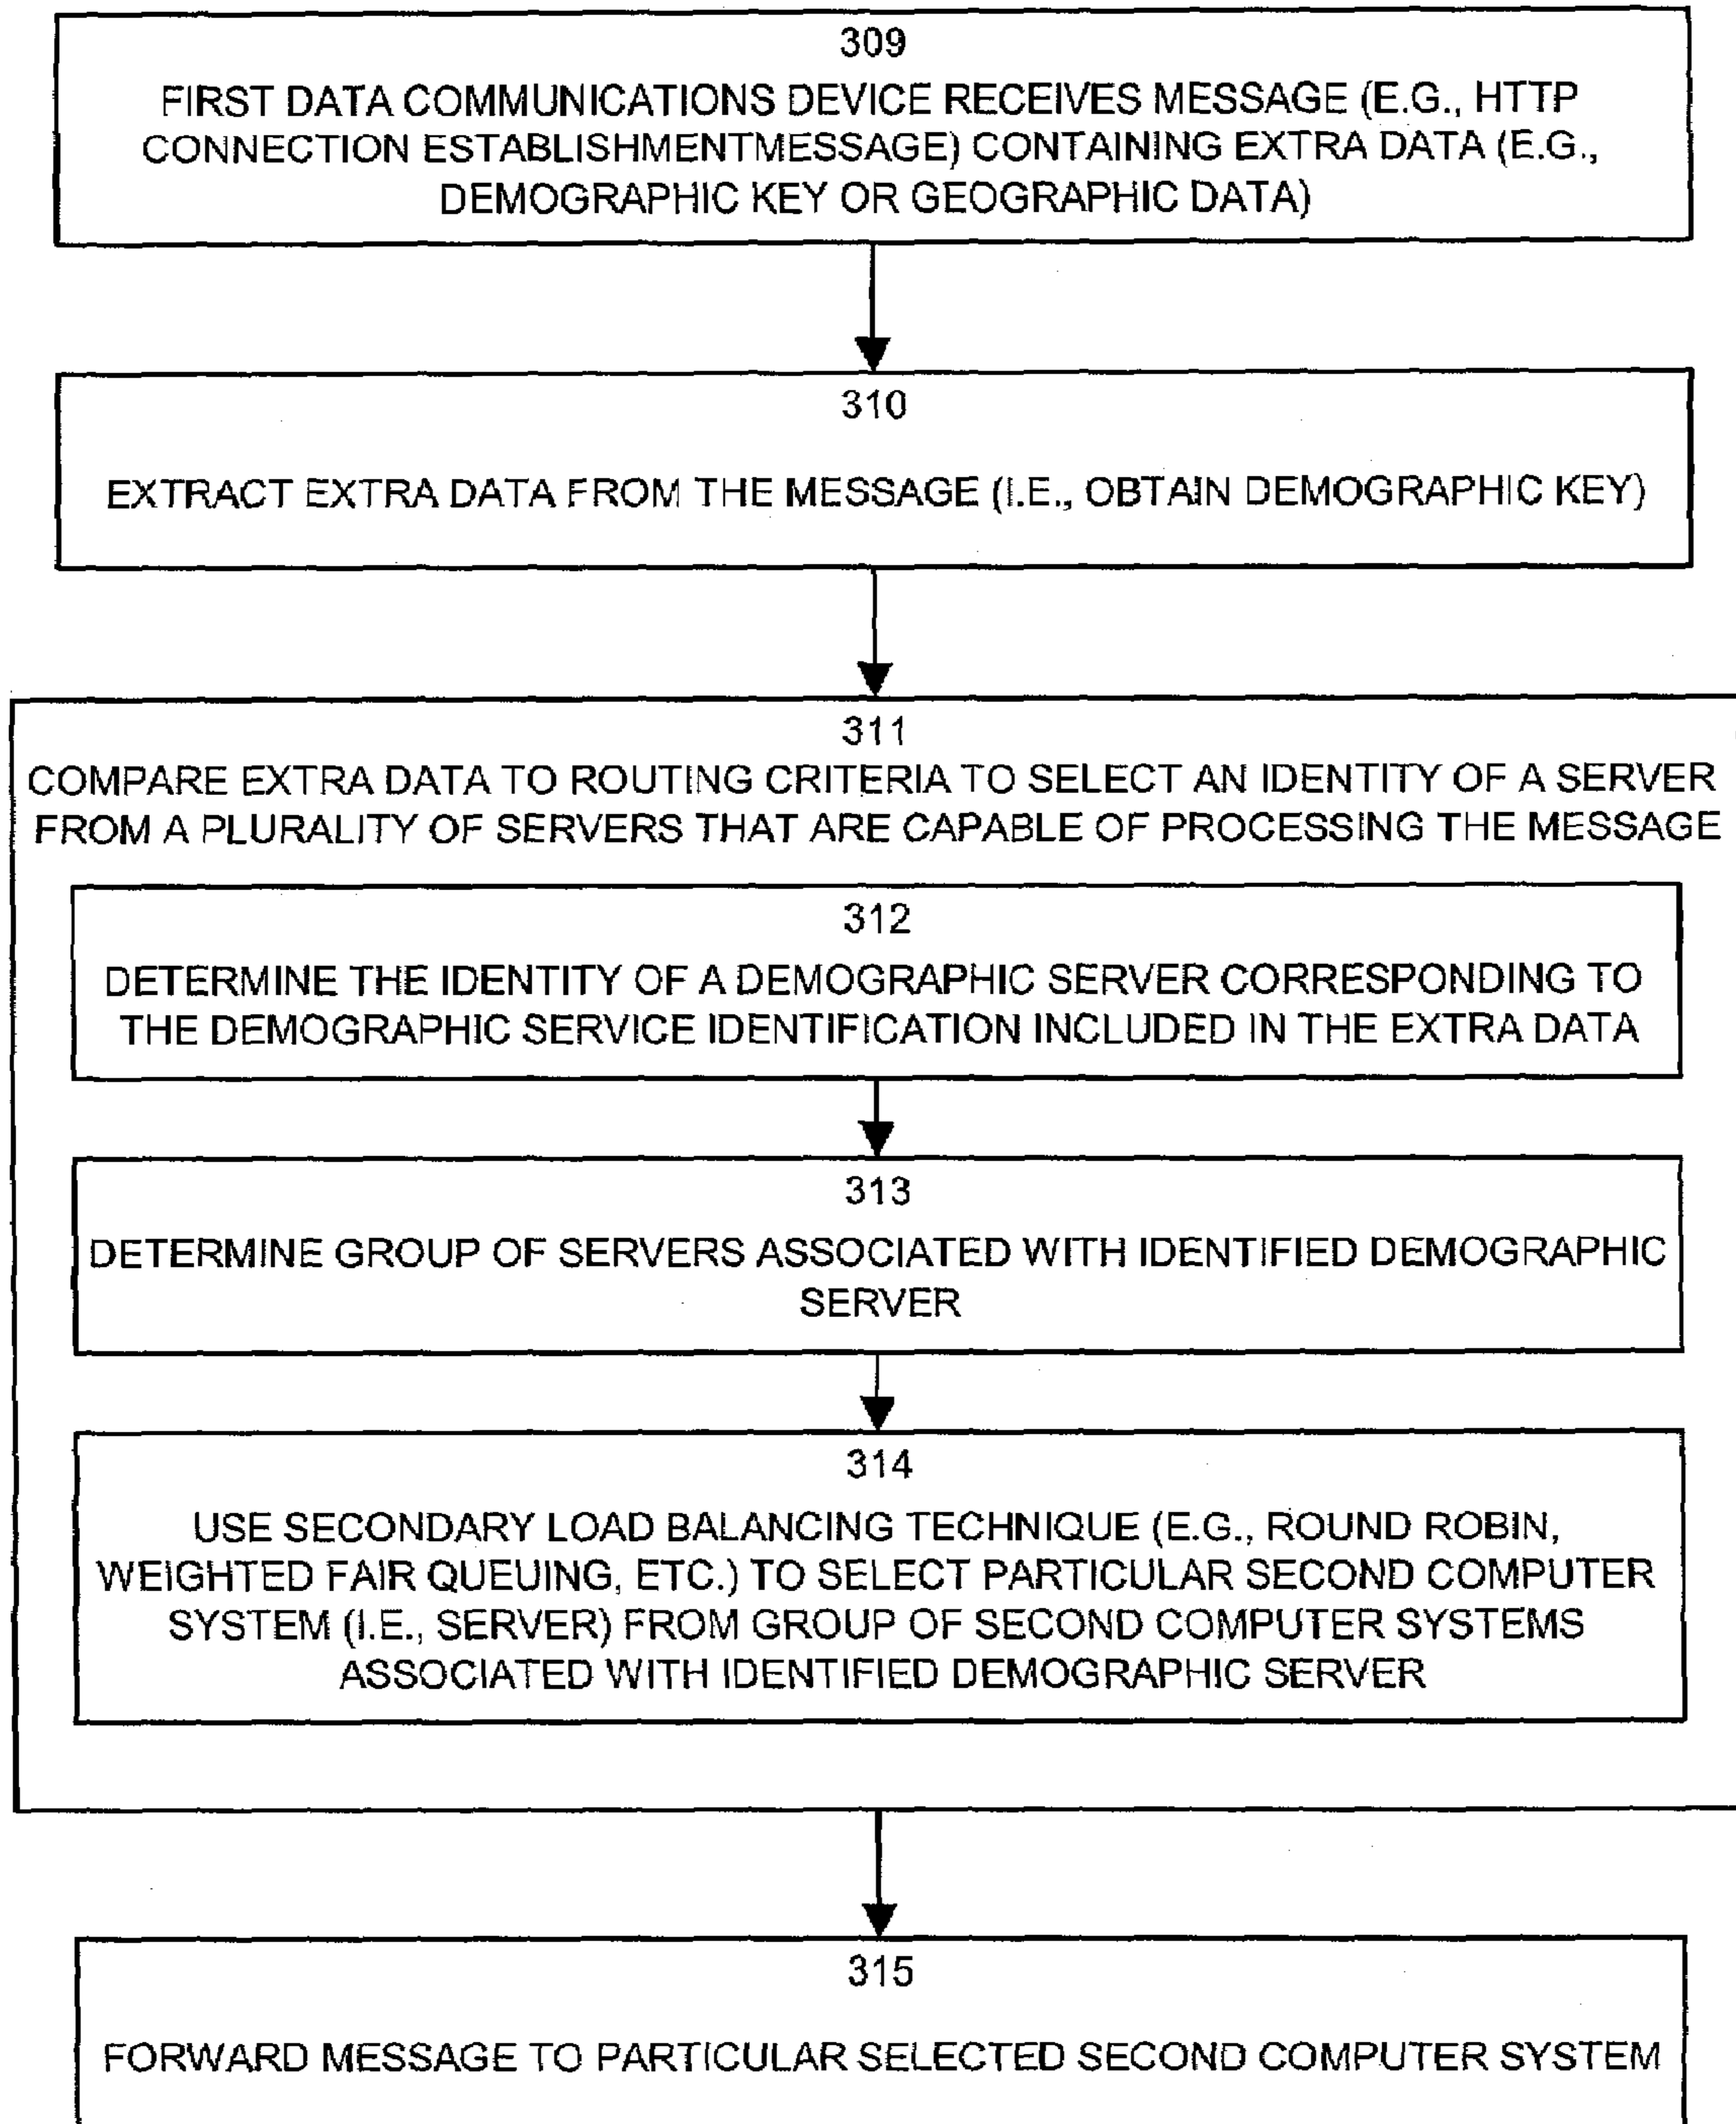 309
FIRST DATA COMMUNICATIONS DEVICE RECEIVES MESSAGE (E.G., HTTP
CONNECTION ESTABLISHMENTMESSAGE) CONTAINING EXTRA DATA (E.G.,
DEMOGRAPHIC KEY OR GEOGRAPHIC DATA)
310
EXTRACT EXTRA DATA FROM THE MESSAGE (I.E., OBTAIN DEMOGRAPHIC KEY)
311
COMPARE EXTRA DATA TO ROUTING CRITERIA TO SELECT AN IDENTITY OF A SERVER
FROM A PLURALITY OF SERVERS THAT ARE CAPABLE OF PROCESSING THE MESSAGE
312
DETERMINE THE IDENTITY OF A DEMOGRAPHIC SERVER CORRESPONDING TO
THE DEMOGRAPHIC SERVICE IDENTIFICATION INCLUDED IN THE EXTRA DATA
313
DETERMINE GROUP OF SERVERS ASSOCIATED WITH IDENTIFIED DEMOGRAPHIC
SERVER
314
USE SECONDARY LOAD BALANCING TECHNIQUE (E.G., ROUND ROBIN,
WEIGHTED FAIR QUEUING, ETC.) TO SELECT PARTICULAR SECOND COMPUTER
SYSTEM (I.E., SERVER) FROM GROUP OF SECOND COMPUTER SYSTEMS
ASSOCIATED WITH IDENTIFIED DEMOGRAPHIC SERVER
315
FORWARD MESSAGE TO PARTICULAR SELECTED SECOND COMPUTER SYSTEM